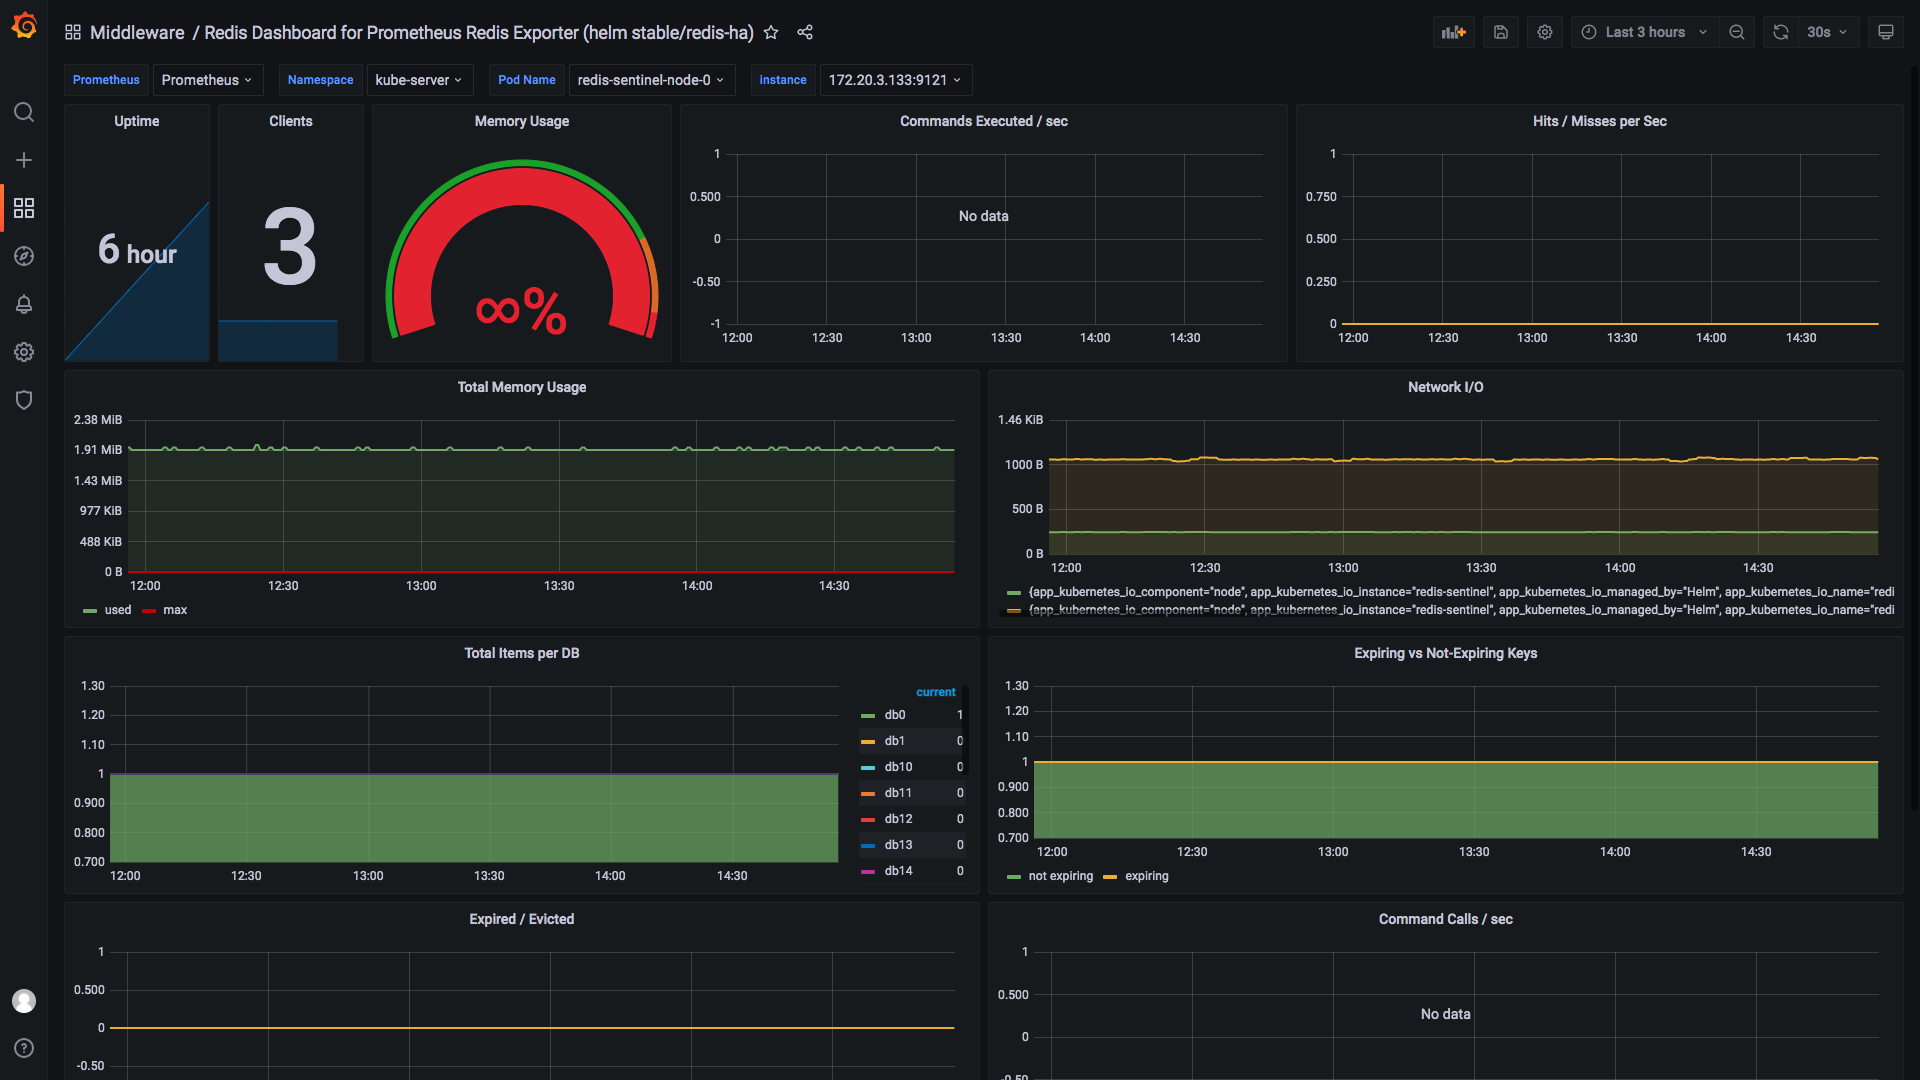 Middleware / Redis Dashboard for Prometheus Redis Exporter (helm stable/redis-ha)
Last 3 hours
30s
Prometheus Prometheus Namespace kube-server Pod Name redis-sentinel-node-0 instance 172.20.3.133:9121
Uptime
6 hour
Clients
3
Memory Usage
∞%
Commands Executed / sec
1
0.500
0
-0.50
-1
No data
12:00 12:30 13:00 13:30 14:00 14:30
Hits / Misses per Sec
1
0.750
0.500
0.250
0
12:00 12:30 13:00 13:30 14:00 14:30
Total Memory Usage
2.38 MiB
1.91 MiB
1.43 MiB
977 KiB
488 KiB
0 B
12:00 12:30 13:00 13:30 14:00 14:30
used max
Network I/O
1.46 KiB
1000 B
500 B
0 B
12:00 12:30 13:00 13:30 14:00 14:30
{app_kubernetes_io_component="node", app_kubernetes_io_instance="redis-sentinel", app_kubernetes_io_managed_by="Helm", app_kubernetes_io_name="redi
{app_kubernetes_io_component="node", app_kubernetes_io_instance="redis-sentinel", app_kubernetes_io_managed_by="Helm", app_kubernetes_io_name="redi
Total Items per DB
1.30
1.20
1.10
1
0.900
0.800
0.700
12:00 12:30 13:00 13:30 14:00 14:30
current
db0 1
db1 0
db10 0
db11 0
db12 0
db13 0
db14 0
Expiring vs Not-Expiring Keys
1.30
1.20
1.10
1
0.900
0.800
0.700
12:00 12:30 13:00 13:30 14:00 14:30
not expiring expiring
Expired / Evicted
1
0.500
0
-0.50
Command Calls / sec
1
0.500
0
-0.50
No data